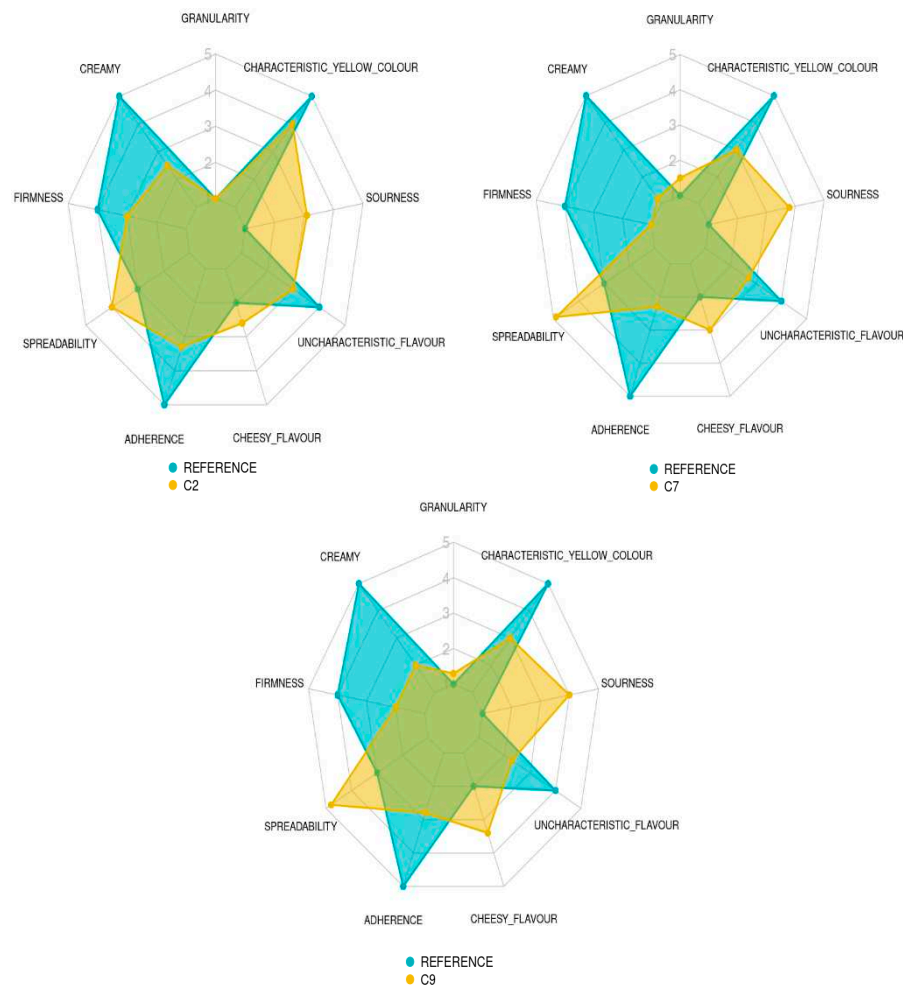 GRANULARITY
CREAMY
CHARACTERISTIC_YELLOW_COLOUR
5
4
3
2
FIRMNESS
SOURNESS
SPREADABILITY
UNCHARACTERISTIC_FLAVOUR
ADHERENCE
CHEESY_FLAVOUR
REFERENCE
C2
GRANULARITY
CREAMY
CHARACTERISTIC_YELLOW_COLOUR
5
4
3
2
FIRMNESS
SOURNESS
SPREADABILITY
UNCHARACTERISTIC_FLAVOUR
ADHERENCE
CHEESY_FLAVOUR
REFERENCE
C7
GRANULARITY
CREAMY
CHARACTERISTIC_YELLOW_COLOUR
5
4
3
2
FIRMNESS
SOURNESS
SPREADABILITY
UNCHARACTERISTIC_FLAVOUR
ADHERENCE
CHEESY_FLAVOUR
REFERENCE
C9